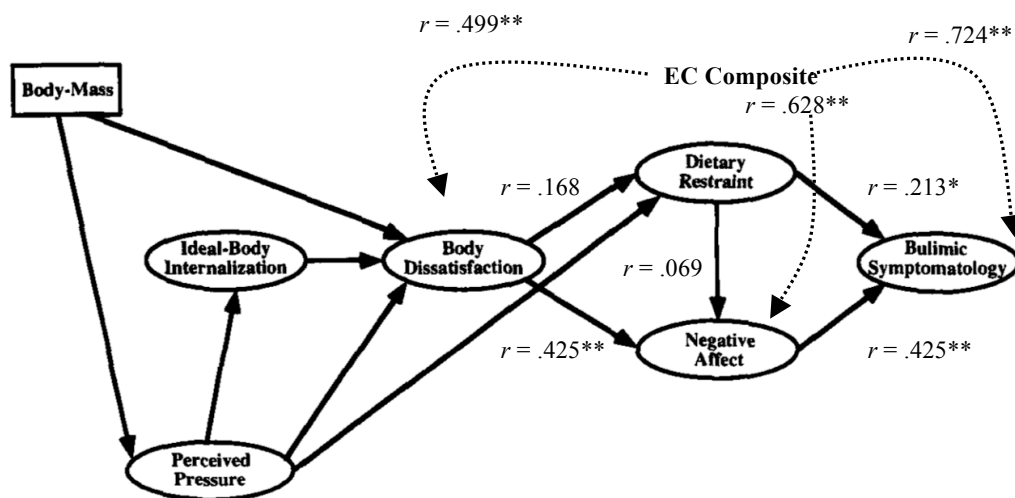 r = .499**
r = .724**
EC Composite
Body-Mass
r = .628**
Dietary
Restraint
r = .168
r = .213*
Ideal-Body
Internalization
Body
Dissatisfaction
Bulimic
Symptomatology
r = .069
r = .425**
Negative
Affect
r = .425**
Perceived
Pressure